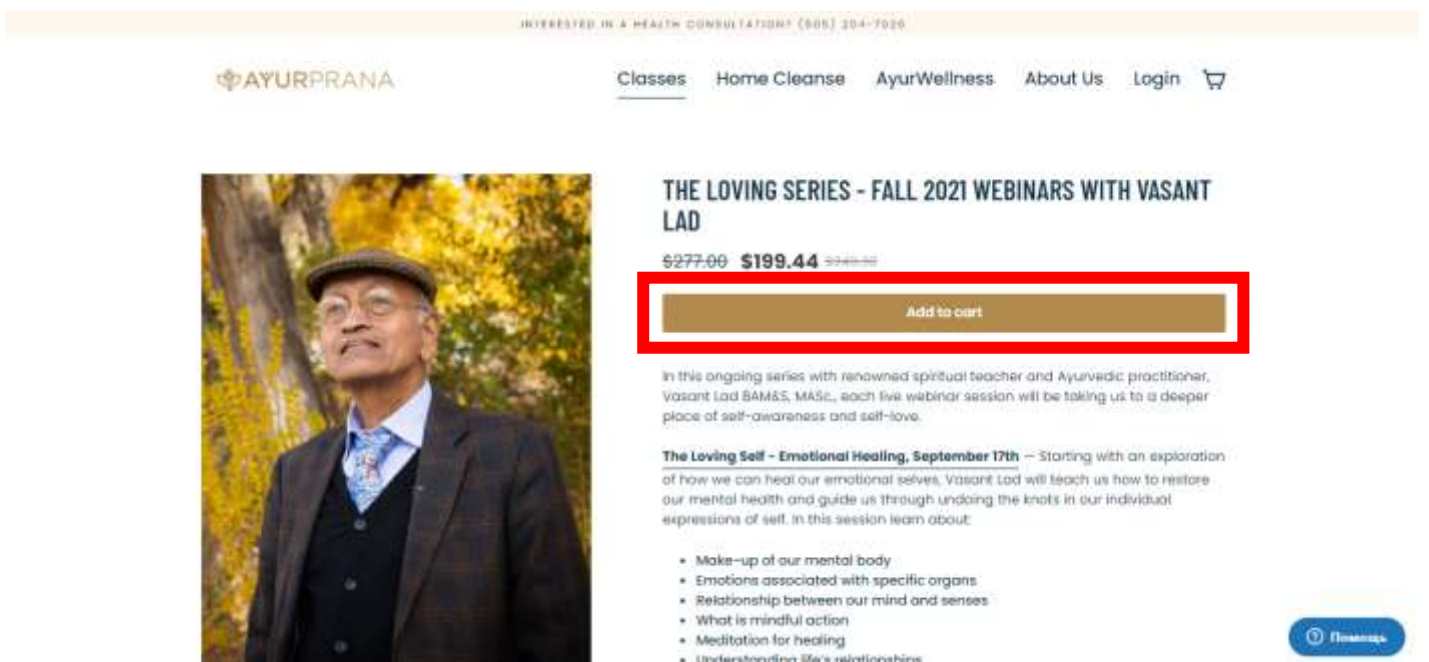 INTERESTED IN A HEALTH CONSULTATION? (505) 204-7020
AYURPRANA
Classes Home Cleanse AyurWellness About Us Login
THE LOVING SERIES - FALL 2021 WEBINARS WITH VASANT
LAD
$277.00 $199.44
Add to cart
In this ongoing series with renowned spiritual teacher and Ayurvedic practitioner,
Vasant Lad BAM&S, MASc., each live webinar session will be taking us to a deeper
place of self-awareness and self-love.
The Loving Self - Emotional Healing, September 17th — Starting with an exploration
of how we can heal our emotional selves, Vasant Lad will teach us how to restore
our mental health and guide us through undoing the knots in our individual
expressions of self. In this session learn about:
• Make-up of our mental body
• Emotions associated with specific organs
• Relationship between our mind and senses
• What is mindful action
• Meditation for healing
• Understanding life's relationships
Помощь